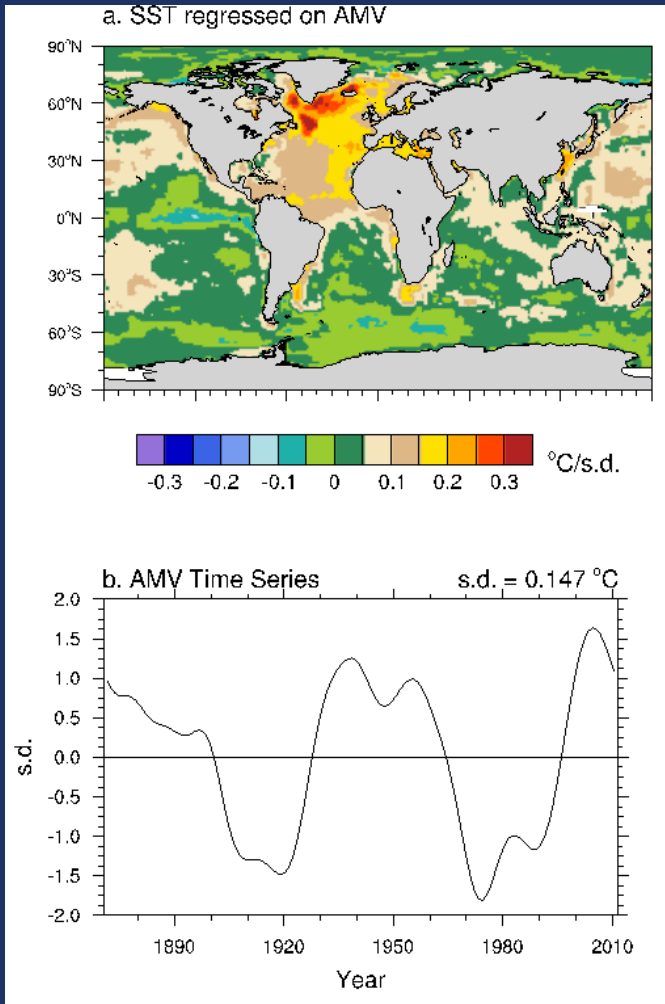 a. SST regressed on AMV
90°N
60°N
30°N
0°N
30°S
60°S
90°S
-0.3 -0.2 -0.1 0 0.1 0.2 0.3
°C/s.d.
b. AMV Time Series s.d. = 0.147 °C
2.0
1.5
1.0
0.5
0.0
-0.5
-1.0
-1.5
-2.0
s.d.
1890 1920 1950 1980 2010
Year